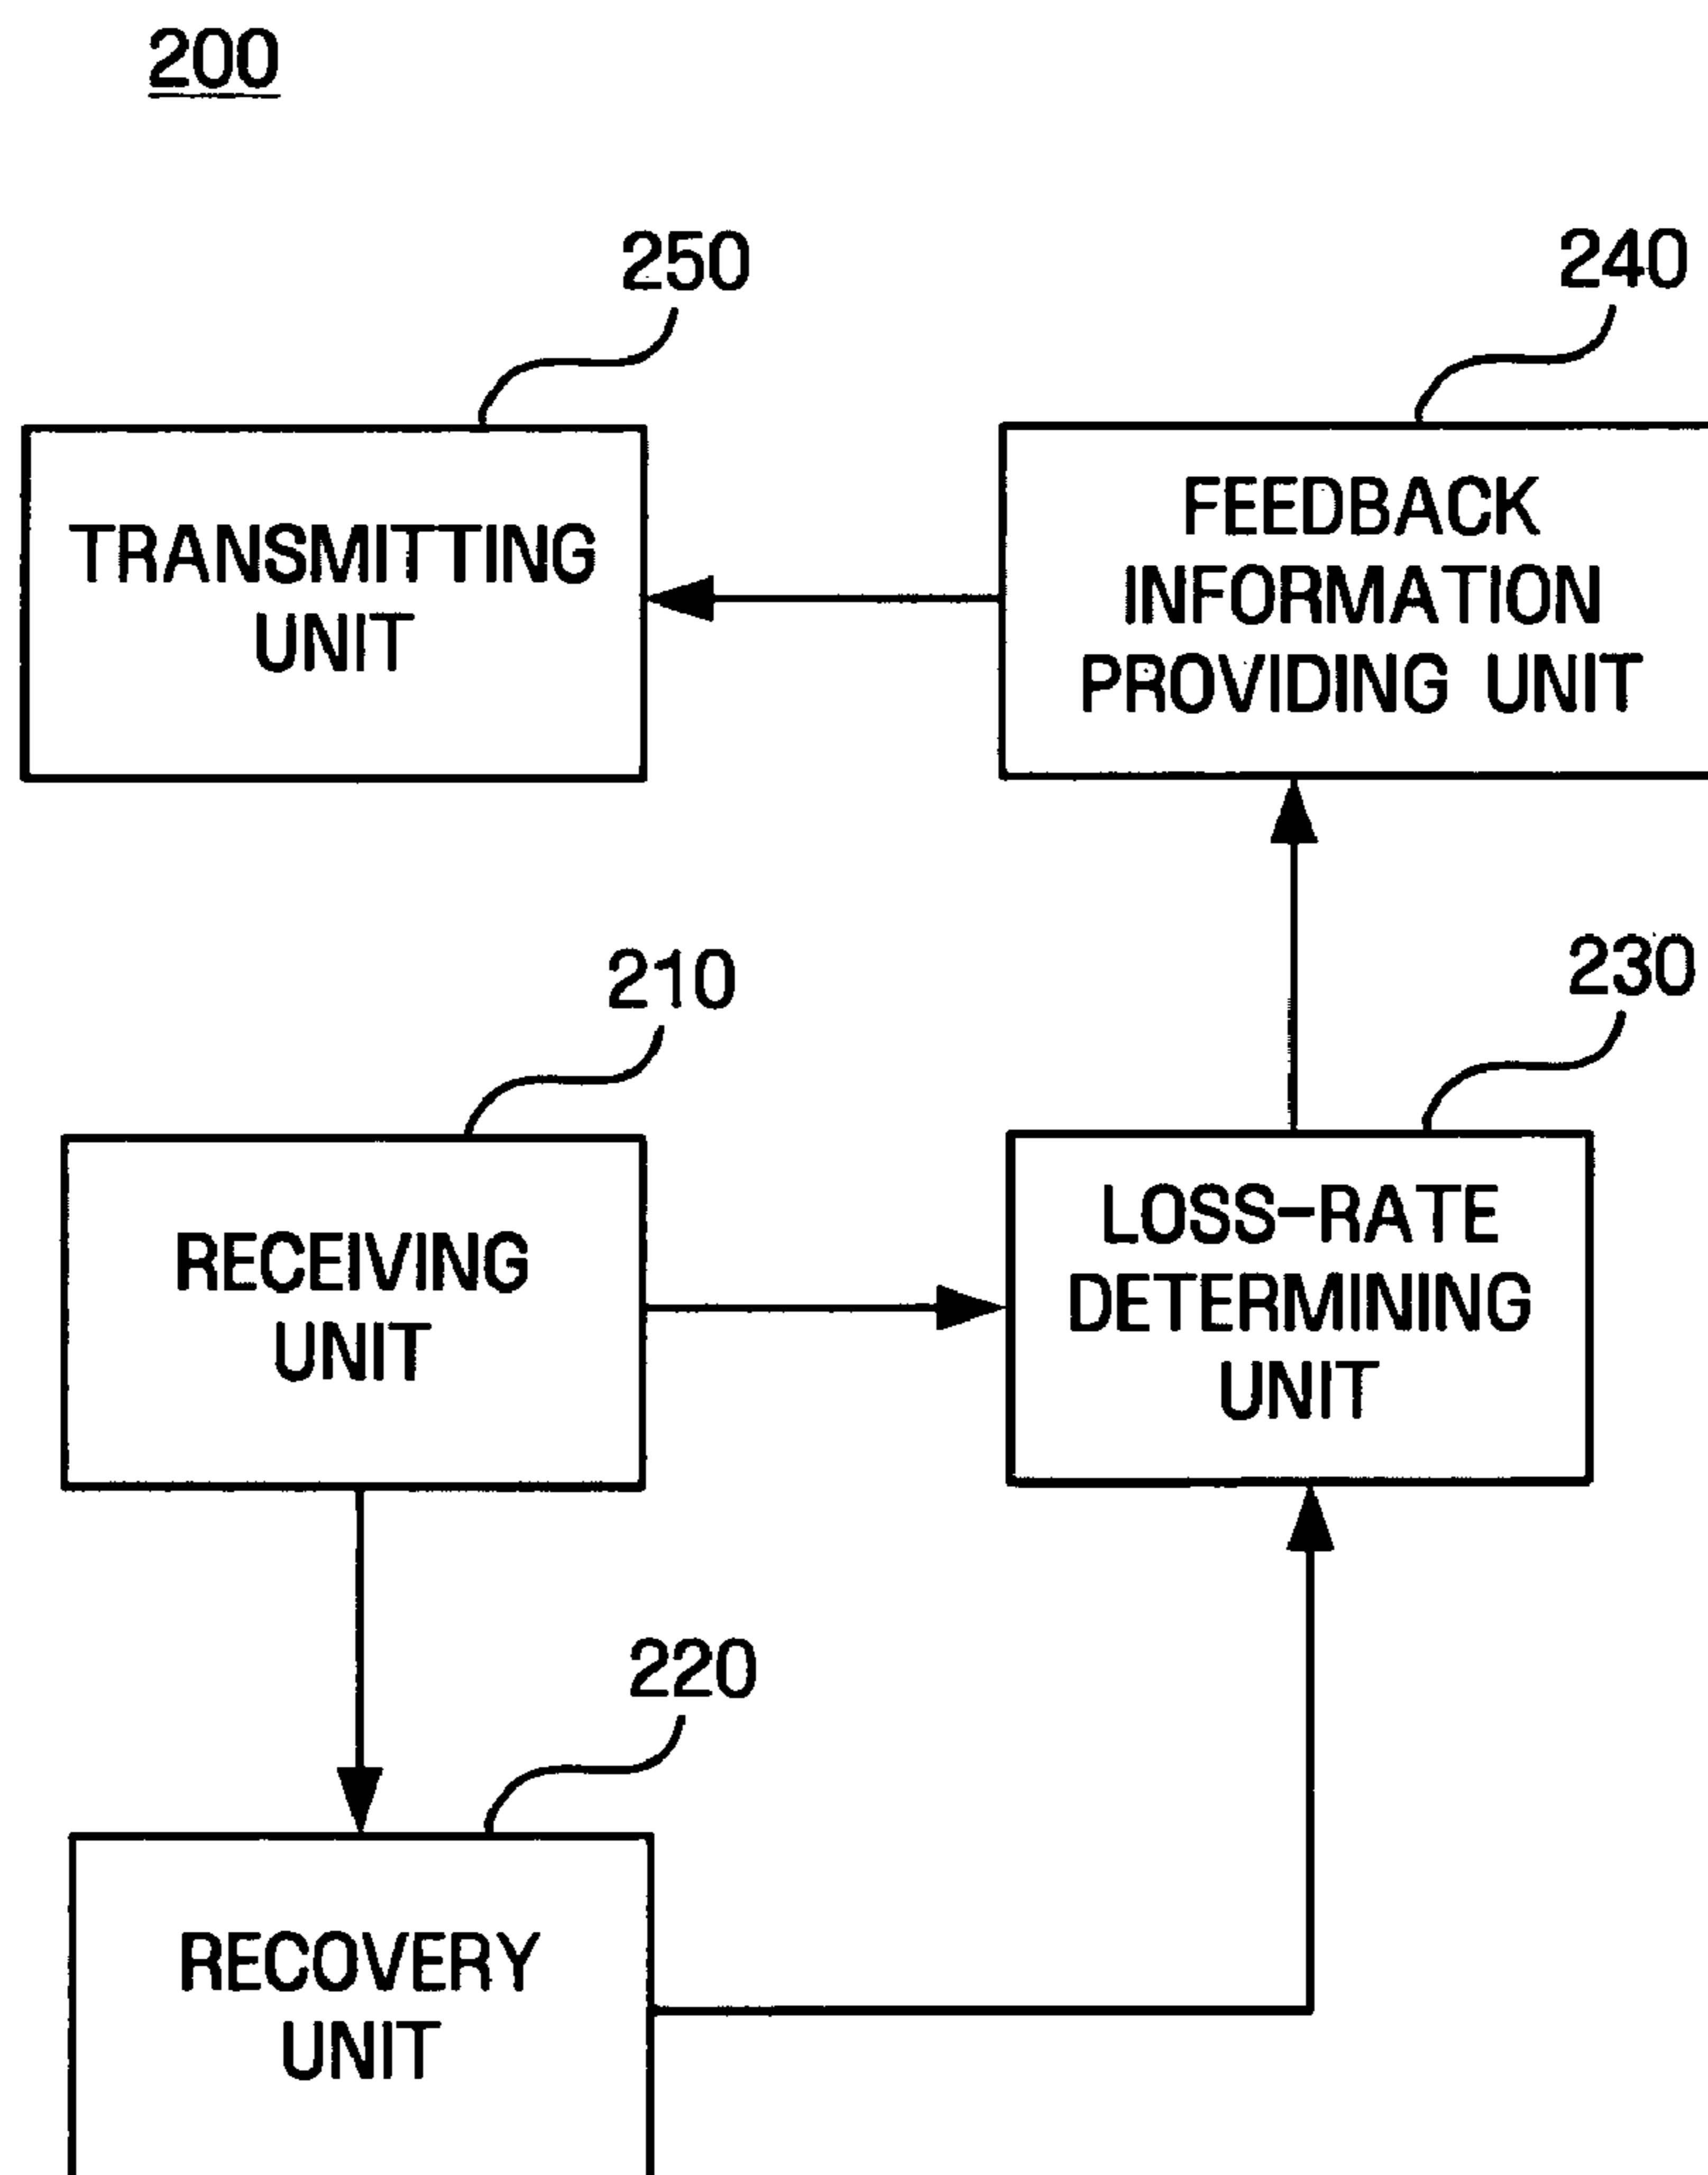 200
250
240
TRANSMITTING
UNIT
FEEDBACK
INFORMATION
PROVIDING UNIT
210
230
RECEIVING
UNIT
LOSS-RATE
DETERMINING
UNIT
220
RECOVERY
UNIT